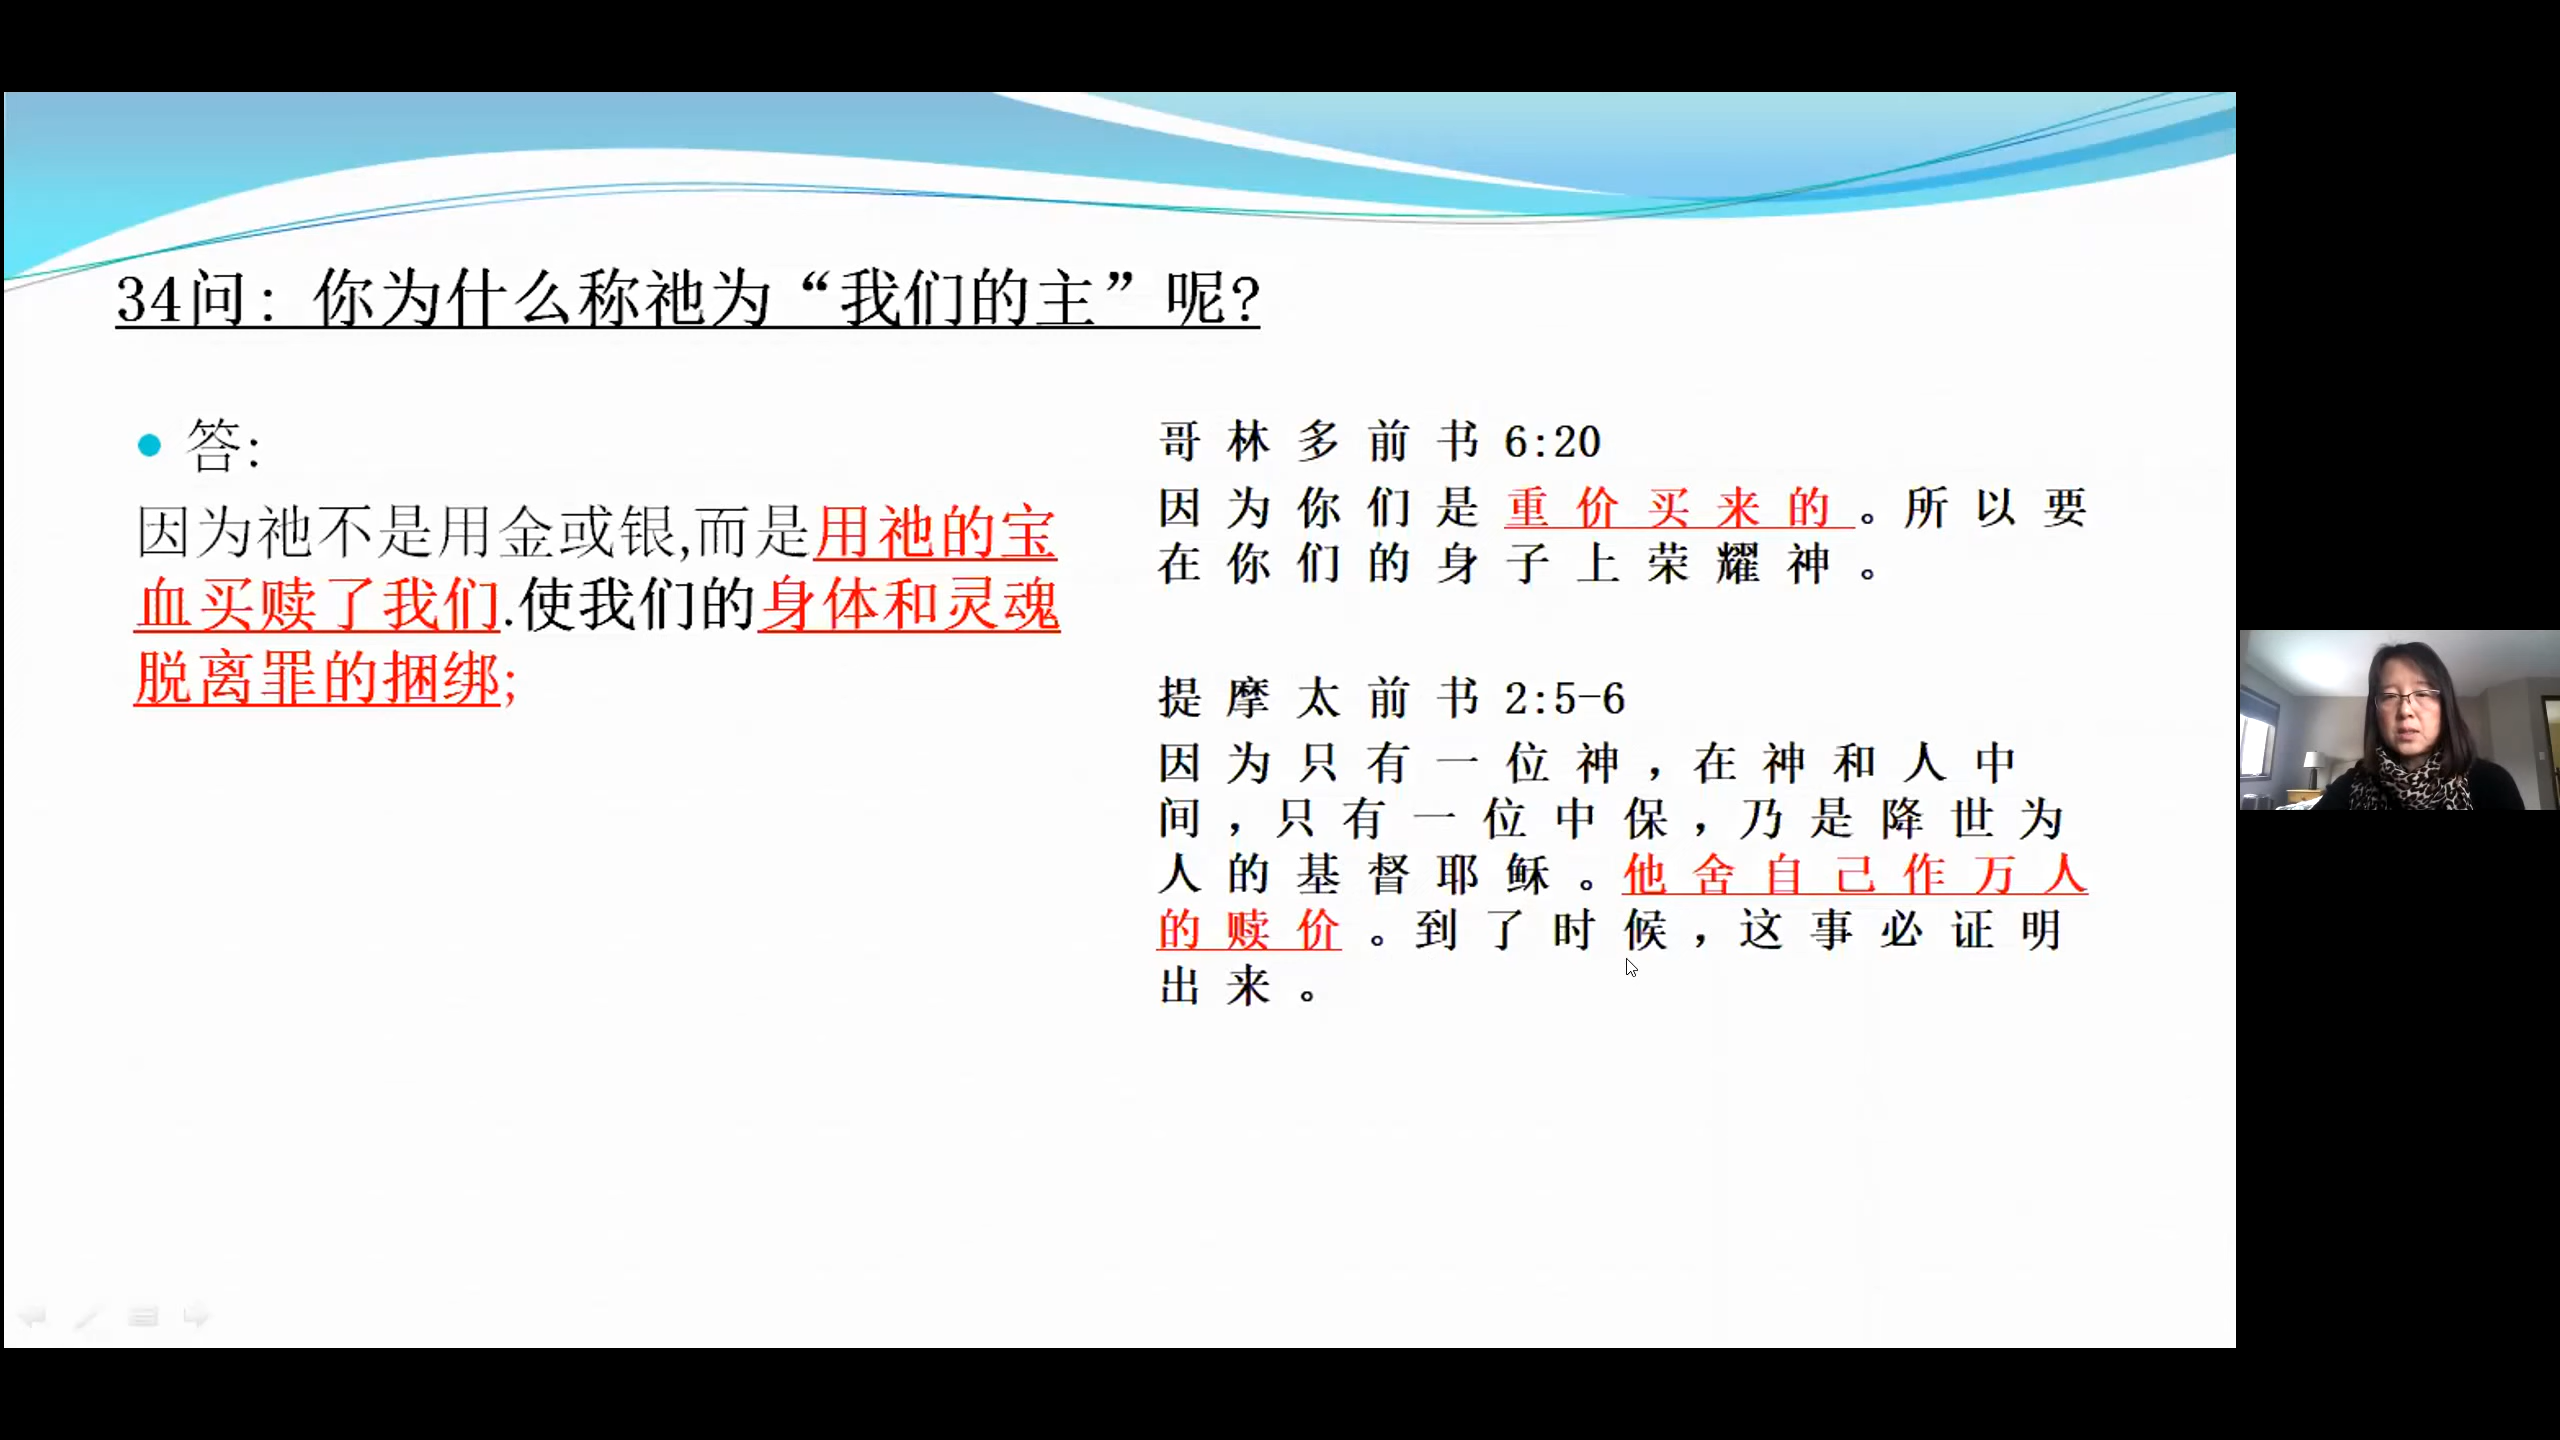 34问：你为什么称祂为“我们的主”呢?
答:
因为祂不是用金或银,而是用祂的宝
血买赎了我们.使我们的身体和灵魂
脱离罪的捆绑;
哥 林 多 前 书 6:20
因 为 你 们 是 重 价 买 来 的 。所 以 要
在 你 们 的 身 子 上 荣 耀 神 。
提 摩 太 前 书 2:5-6
因 为 只 有 一 位 神 ，在 神 和 人 中
间 ，只 有 一 位 中 保 ，乃 是 降 世 为
人 的 基 督 耶 稣 。他 舍 自 己 作 万 人
的 赎 价 。到 了 时 候 ，这 事 必 证 明
出 来 。